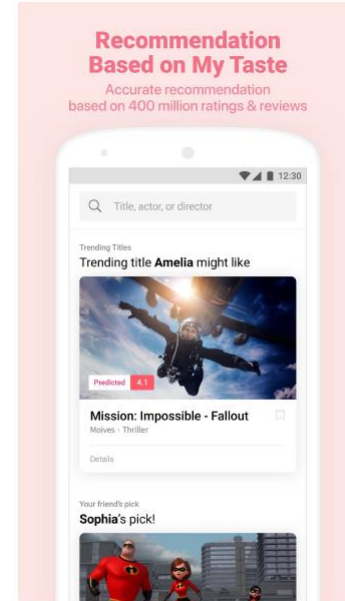 Recommendation
Based on My Taste
Accurate recommendation
based on 400 million ratings & reviews
12:30
Title, actor, or director
Trending Titles
Trending title Amelia might like
Predicted 4.1
Mission: Impossible - Fallout
Moives · Thriller
Details
Your friend's pick
Sophia's pick!